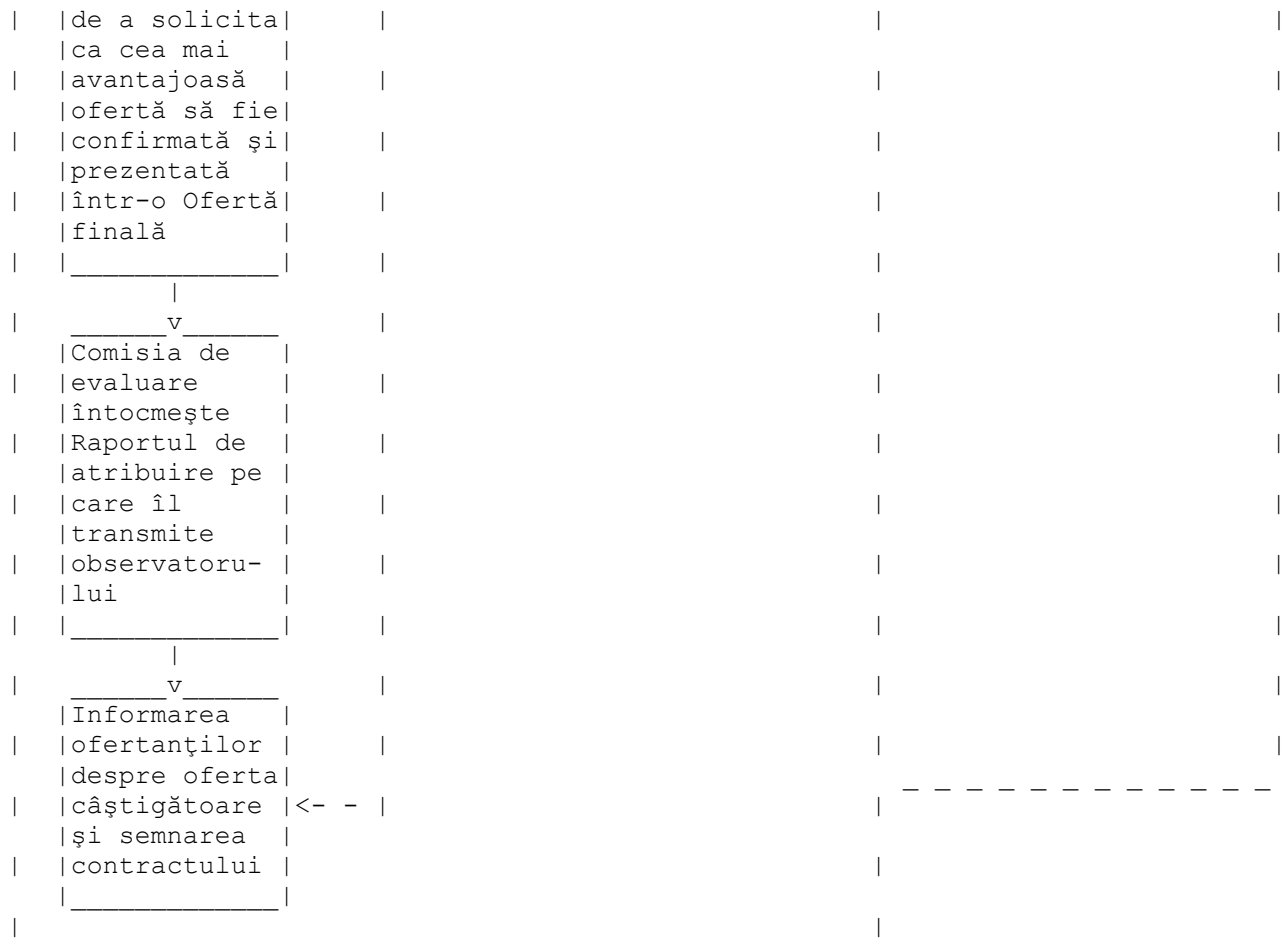 de a solicita
ca cea mai
avantajoasă
ofertă să fie
confirmată şi
prezentată
într-o Ofertă
finală
v
Comisia de
evaluare
întocmeşte
Raportul de
atribuire pe
care îl
transmite
observatoru-
lui
v
Informarea
ofertanţilor
despre oferta
câştigătoare <- -
şi semnarea
contractului